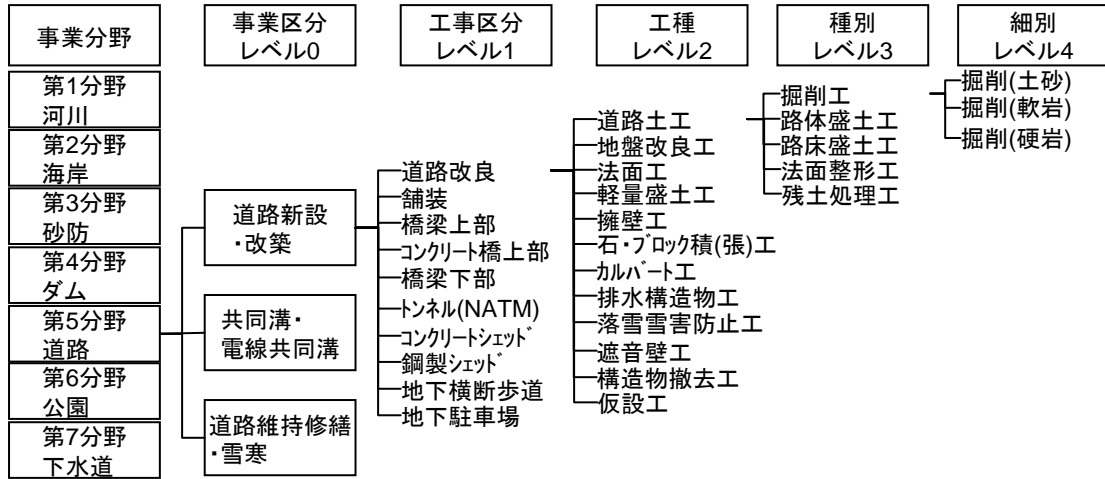 事業分野
事業区分
レベル0
工事区分
レベル1
工種
レベル2
種別
レベル3
細別
レベル4
第1分野
河川
第2分野
海岸
第3分野
砂防
第4分野
ダム
第5分野
道路
第6分野
公園
第7分野
下水道
道路新設
・改築
共同溝・
電線共同溝
道路維持修繕
・雪寒
道路改良
舗装
橋梁上部
ｺﾝｸﾘｰﾄ橋上部
橋梁下部
ﾄﾝﾈﾙ(NATM)
ｺﾝｸﾘｰﾄｼｪｯﾄﾞ
鋼製ｼｪｯﾄﾞ
地下横断歩道
地下駐車場
道路土工
地盤改良工
法面工
軽量盛土工
擁壁工
石・ﾌﾞﾛｯｸ積(張)工
ｶﾙﾊﾞｰﾄ工
排水構造物工
落雪雪害防止工
遮音壁工
構造物撤去工
仮設工
掘削工
路体盛土工
路床盛土工
法面整形工
残土処理工
掘削(土砂)
掘削(軟岩)
掘削(硬岩)